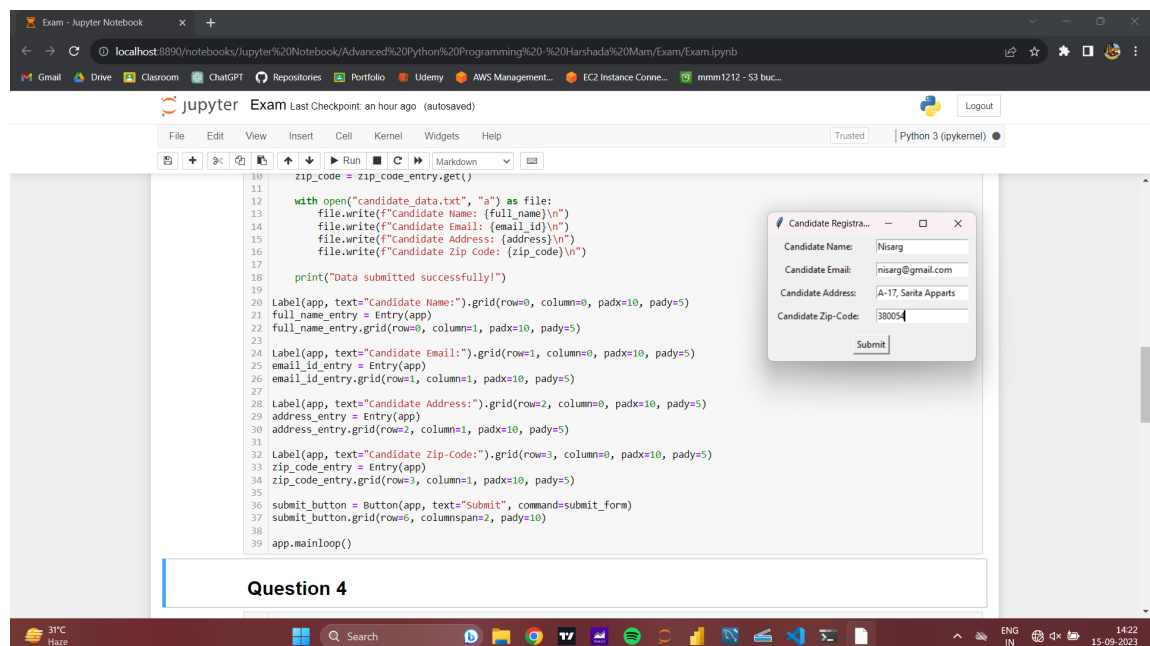 Exam - Jupyter Notebook
localhost:8890/notebooks/Jupyter%20Notebook/Advanced%20Python%20Programming%20-%20Harshada%20Mam/Exam/Exam.ipynb
Gmail Drive Clasroom ChatGPT Repositories Portfolio Udemy AWS Management... EC2 Instance Conne... mmm1212 - S3 buc...
jupyter Exam Last Checkpoint: an hour ago (autosaved) Logout
File Edit View Insert Cell Kernel Widgets Help Trusted Python 3 (ipykernel)
Run Markdown
10 zip_code = zip_code_entry.get()
11
12 with open("candidate_data.txt", "a") as file:
13 file.write(f"Candidate Name: {full_name}\n")
14 file.write(f"Candidate Email: {email_id}\n")
15 file.write(f"Candidate Address: {address}\n")
16 file.write(f"Candidate Zip Code: {zip_code}\n")
17
18 print("Data submitted successfully!")
19
20 Label(app, text="Candidate Name:").grid(row=0, column=0, padx=10, pady=5)
21 full_name_entry = Entry(app)
22 full_name_entry.grid(row=0, column=1, padx=10, pady=5)
23
24 Label(app, text="Candidate Email:").grid(row=1, column=0, padx=10, pady=5)
25 email_id_entry = Entry(app)
26 email_id_entry.grid(row=1, column=1, padx=10, pady=5)
27
28 Label(app, text="Candidate Address:").grid(row=2, column=0, padx=10, pady=5)
29 address_entry = Entry(app)
30 address_entry.grid(row=2, column=1, padx=10, pady=5)
31
32 Label(app, text="Candidate Zip-Code:").grid(row=3, column=0, padx=10, pady=5)
33 zip_code_entry = Entry(app)
34 zip_code_entry.grid(row=3, column=1, padx=10, pady=5)
35
36 submit_button = Button(app, text="Submit", command=submit_form)
37 submit_button.grid(row=6, columnspan=2, pady=10)
38
39 app.mainloop()
Candidate Registra...
Candidate Name: Nisarg
Candidate Email: nisarg@gmail.com
Candidate Address: A-17, Sarita Apparts
Candidate Zip-Code: 380054
Submit
Question 4
31°C
Haze
Search
ENG
IN
14:22
15-09-2023